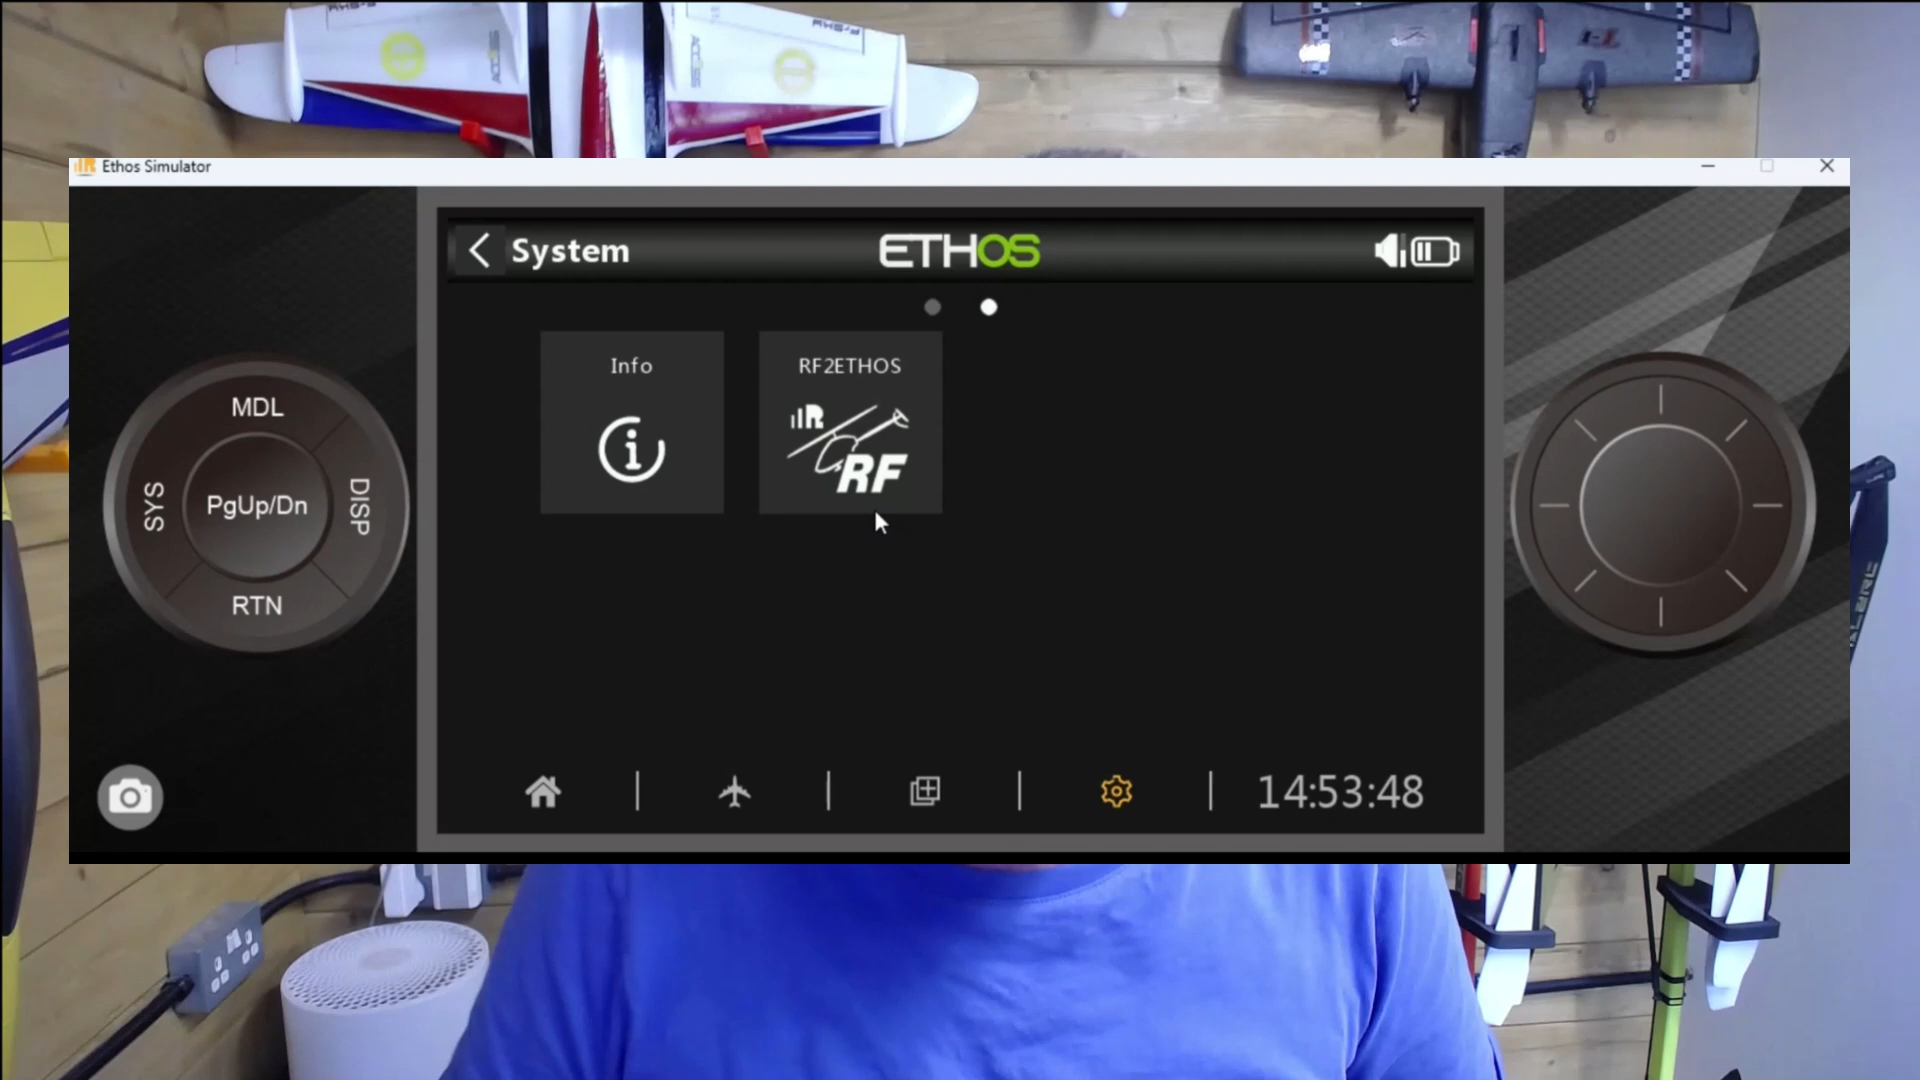 Ethos Simulator
System
ETHOS
Info
RF2ETHOS
RF
MDL
SYS
PgUp/Dn
DISP
RTN
14:53:48